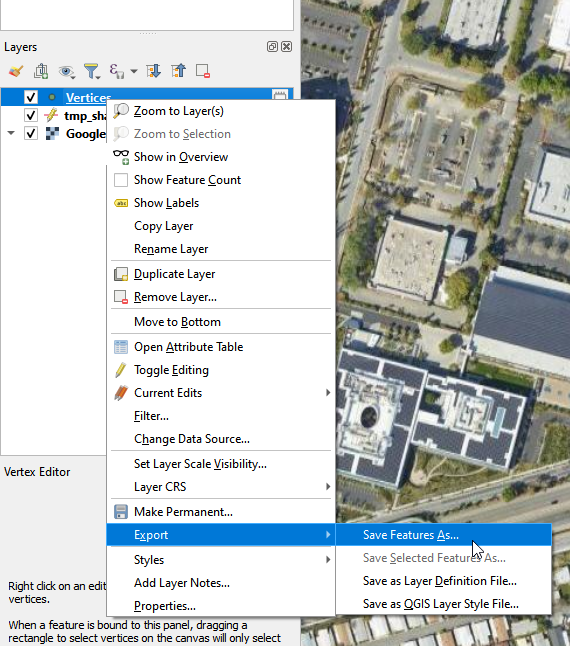 Layers
Vertices
tmp_sha
Google
Zoom to Layer(s)
Zoom to Selection
Show in Overview
Show Feature Count
abc Show Labels
Copy Layer
Rename Layer
Duplicate Layer
Remove Layer...
Move to Bottom
Open Attribute Table
Toggle Editing
Current Edits
Filter...
Change Data Source...
Set Layer Scale Visibility...
Layer CRS
Make Permanent...
Export
Styles
Add Layer Notes...
Properties...
Save Features As...
Save Selected Features As...
Save as Layer Definition File...
Save as QGIS Layer Style File...
Vertex Editor
Right click on an edit
vertices.
When a feature is bound to this panel, dragging a
rectangle to select vertices on the canvas will only select